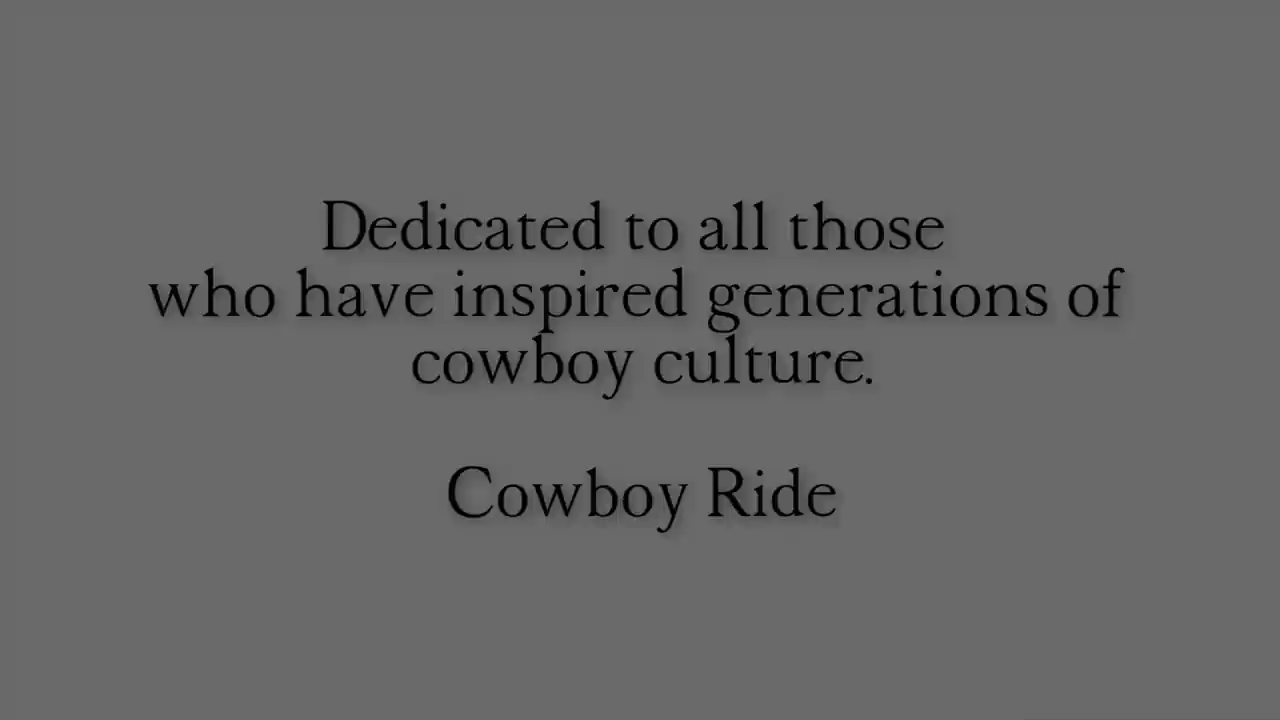 Dedicated to all those
who have inspired generations of
cowboy culture.
Cowboy Ride